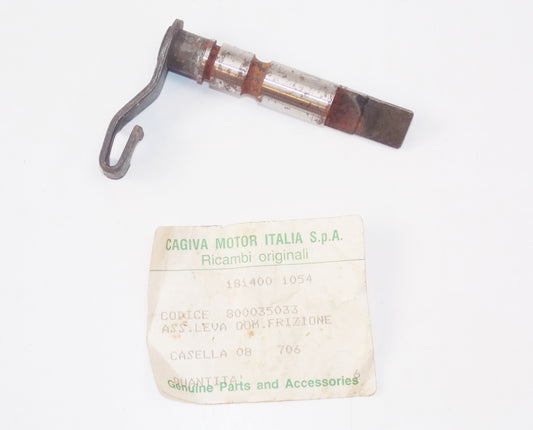 CAGIVA MOTOR ITALIA S.p.A.
Ricambi originali
181400 1054
CODICE 800035033
ASS.LEVA COM.FRIZIONE
CASELLA 08 706
QUANTITA' 6
Genuine Parts and Accessories